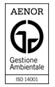 AENOR
Gestione
Ambientale
ISO 14001